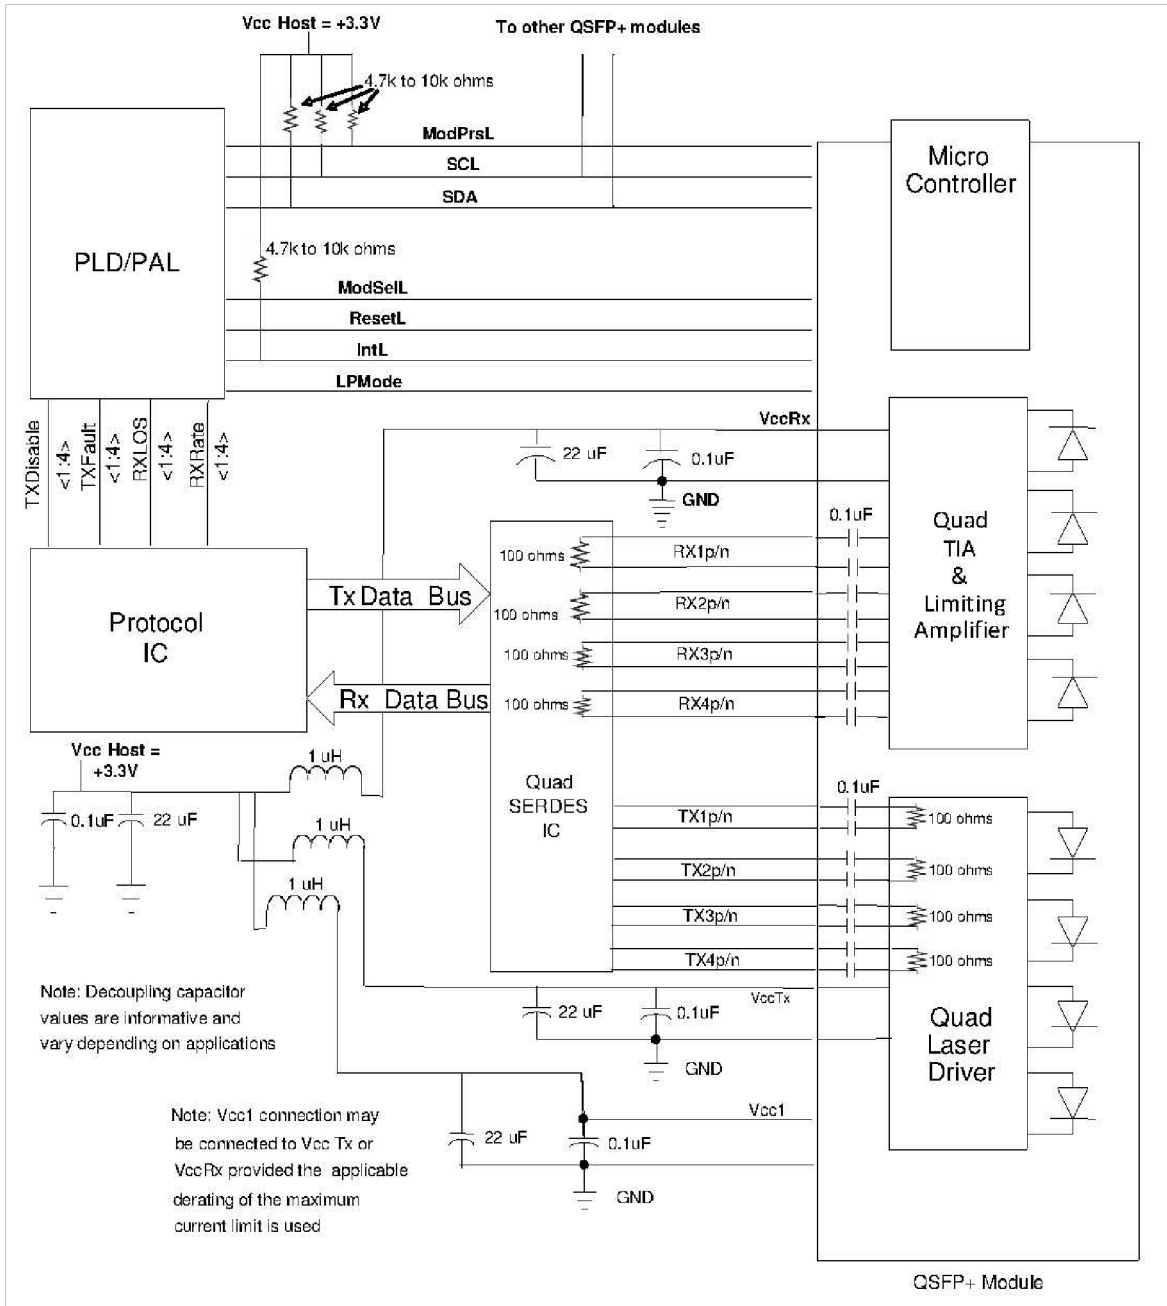 Vcc Host = +3.3V
To other QSFP+ modules
4.7k to 10k ohms
ModPrsL
SCL
SDA
Micro
Controller
PLD/PAL
4.7k to 10k ohms
ModSelL
ResetL
IntL
LPMode
TXDisable
<1:4>
TXFault
<1:4>
RXLOS
<1:4>
RXRate
<1:4>
VccRx
22 uF
0.1uF
GND
0.1uF
Quad
TIA
&
Limiting
Amplifier
100 ohms
RX1p/n
Tx Data Bus
100 ohms
RX2p/n
Protocol
IC
100 ohms
RX3p/n
Rx Data Bus
100 ohms
RX4p/n
Vcc Host =
+3.3V
1 uH
0.1uF
22 uF
1 uH
1 uH
Quad
SERDES
IC
0.1uF
TX1p/n
100 ohms
TX2p/n
100 ohms
TX3p/n
100 ohms
TX4p/n
100 ohms
VccTx
22 uF
0.1uF
GND
Quad
Laser
Driver
Note: Decoupling capacitor
values are informative and
vary depending on applications
Note: Vcc1 connection may
be connected to Vcc Tx or
VccRx provided the applicable
derating of the maximum
current limit is used
Vcc1
22 uF
0.1uF
GND
QSFP+ Module